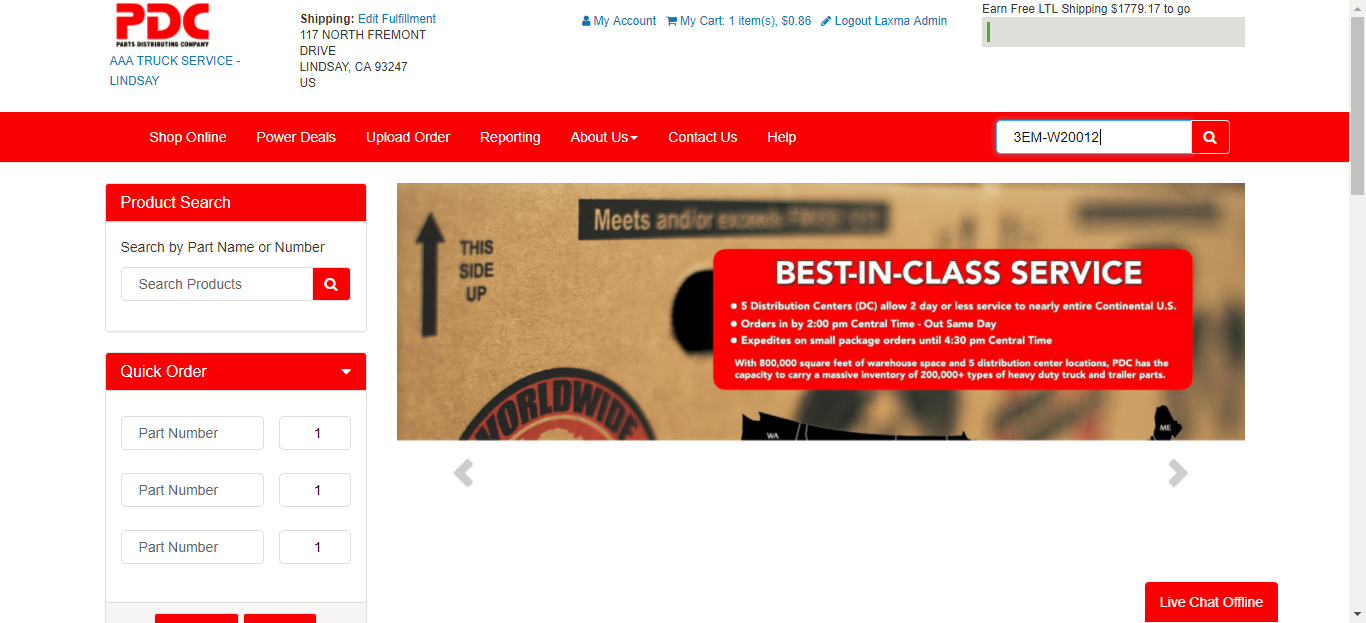 PDC
PARTS DISTRIBUTING COMPANY
AAA TRUCK SERVICE -
LINDSAY
Shipping: Edit Fulfillment
117 NORTH FREMONT
DRIVE
LINDSAY, CA 93247
US
My Account My Cart: 1 item(s), $0.86 Logout Laxma Admin
Earn Free LTL Shipping $1779.17 to go
Shop Online Power Deals Upload Order Reporting About Us Contact Us Help
3EM-W20012
Product Search
Search by Part Name or Number
Search Products
Quick Order
Part Number 1
Part Number 1
Part Number 1
Meets and/or exceeds
THIS
SIDE
UP
WORLDWIDE
BEST-IN-CLASS SERVICE
• 5 Distribution Centers (DC) allow 2 day or less service to nearly entire Continental U.S.
• Orders in by 2:00 pm Central Time - Out Same Day
• Expedites on small package orders until 4:30 pm Central Time
With 800,000 square feet of warehouse space and 5 distribution center locations, PDC has the
capacity to carry a massive inventory of 200,000+ types of heavy duty truck and trailer parts.
WA
ME
Live Chat Offline